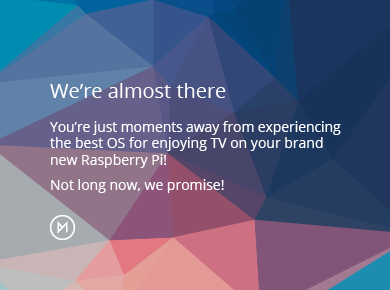 We’re almost there
You’re just moments away from experiencing
the best OS for enjoying TV on your brand
new Raspberry Pi!
Not long now, we promise!